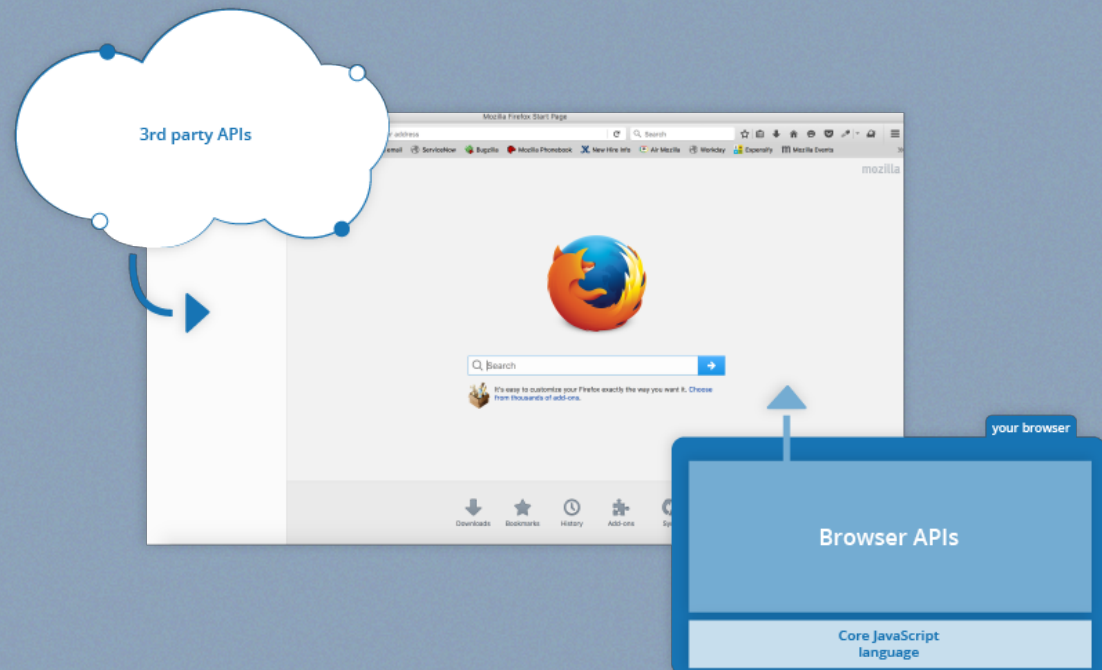 3rd party APIs
Mozilla Firefox Start Page
address
Search
email ServiceNow Bugzilla Mozilla Phonebook New Hire Info Air Mozilla Workday Expensify Mozilla Events
mozilla
Search
It's easy to customize your Firefox exactly the way you want it. Choose
from thousands of add-ons.
Downloads Bookmarks History Add-ons
your browser
Browser APIs
Core JavaScript
language